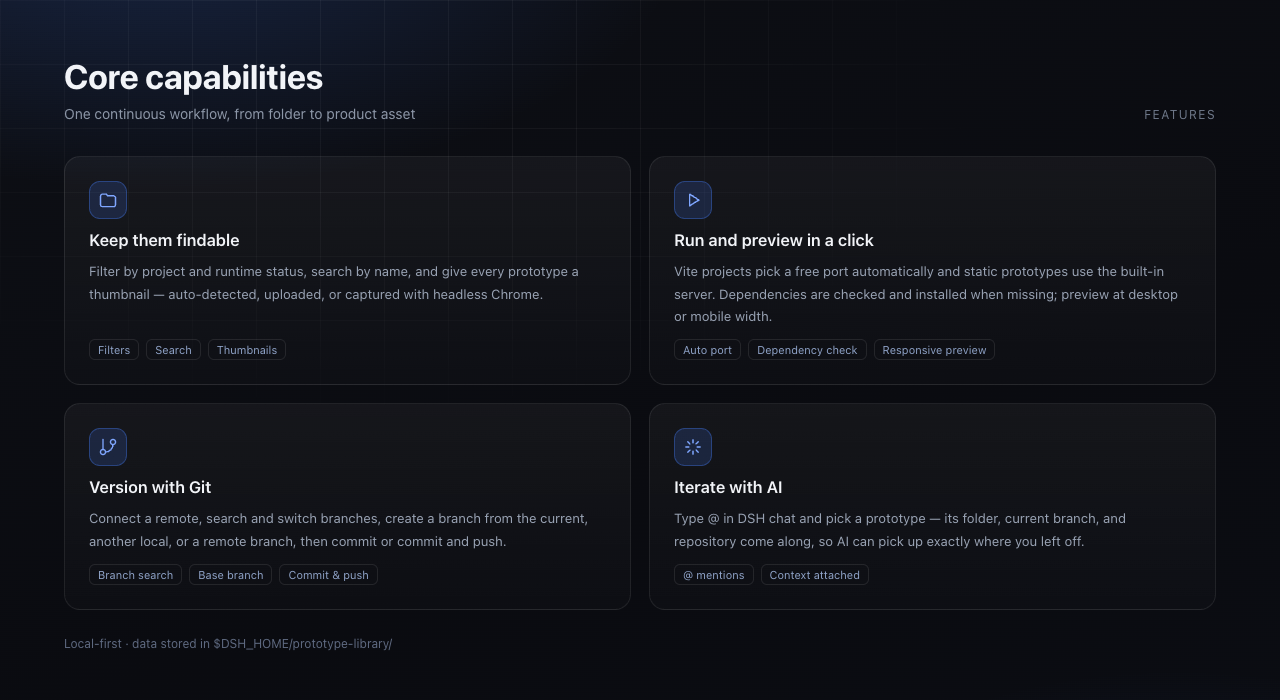 Core capabilities
One continuous workflow, from folder to product asset
FEATURES
Keep them findable
Filter by project and runtime status, search by name, and give every prototype a
thumbnail — auto-detected, uploaded, or captured with headless Chrome.
Filters
Search
Thumbnails
Run and preview in a click
Vite projects pick a free port automatically and static prototypes use the built-in
server. Dependencies are checked and installed when missing; preview at desktop
or mobile width.
Auto port
Dependency check
Responsive preview
Version with Git
Connect a remote, search and switch branches, create a branch from the current,
another local, or a remote branch, then commit or commit and push.
Branch search
Base branch
Commit & push
Iterate with AI
Type @ in DSH chat and pick a prototype — its folder, current branch, and
repository come along, so AI can pick up exactly where you left off.
@ mentions
Context attached
Local-first · data stored in $DSH_HOME/prototype-library/